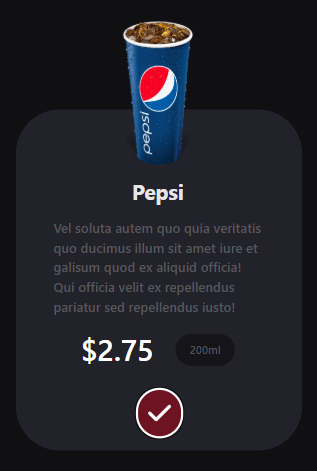 pepsi
Pepsi
Vel soluta autem quo quia veritatis
quo ducimus illum sit amet iure et
galisum quod ex aliquid officia!
Qui officia velit ex repellendus
pariatur sed repellendus iusto!
$2.75
200ml